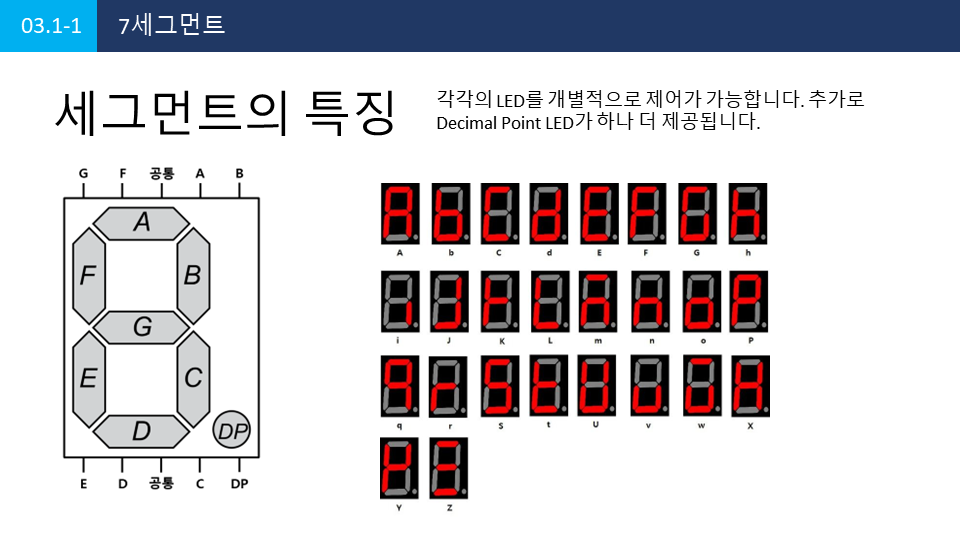 03.1-1
7세그먼트
세그먼트의 특징
각각의 LED를 개별적으로 제어가 가능합니다. 추가로
Decimal Point LED가 하나 더 제공됩니다.
G F 공통 A B
A
F B
G
E C
D DP
E D 공통 C DP
A b C d E F G h
i J K L m n o P
q r S t U v w X
Y Z